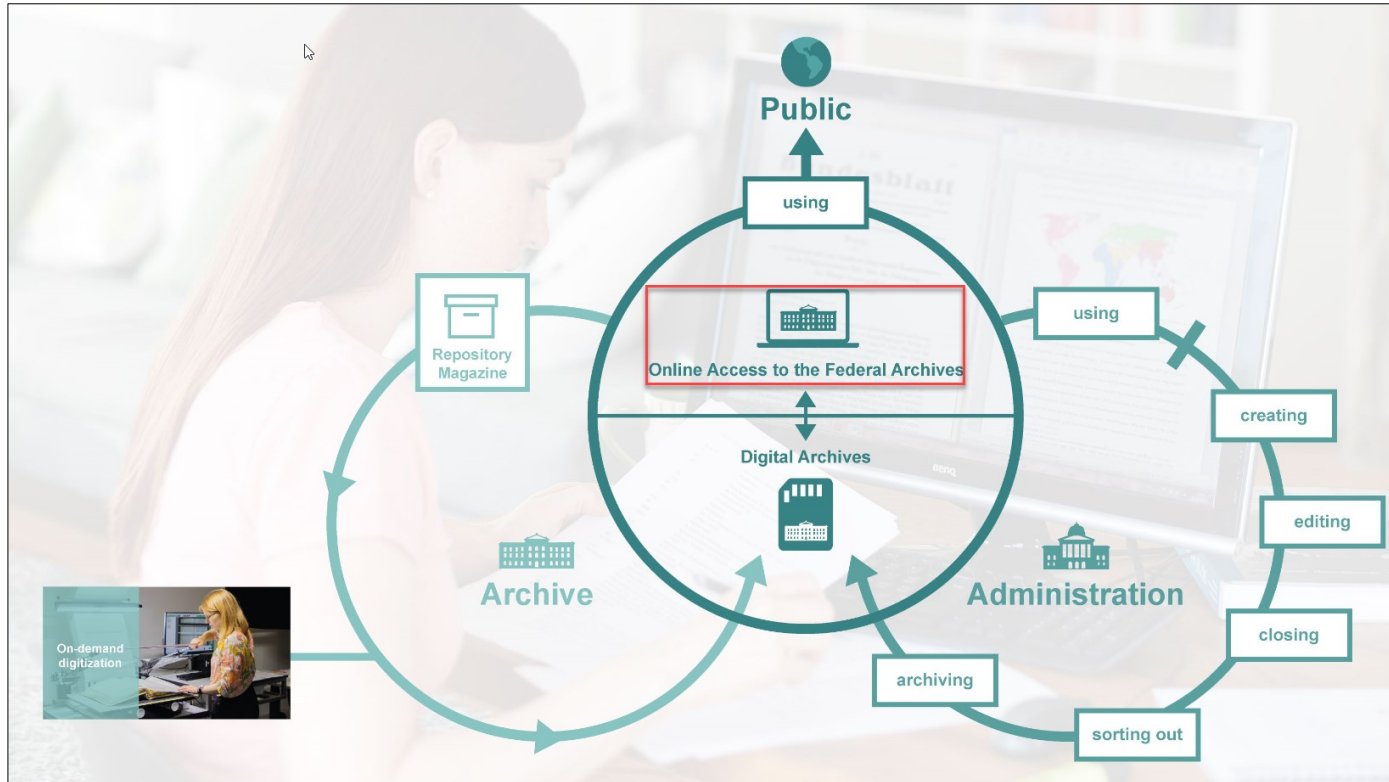 Public
using
Repository
Magazine
using
Online Access to the Federal Archives
creating
Digital Archives
editing
Archive
Administration
On-demand
digitization
closing
archiving
sorting out
benq